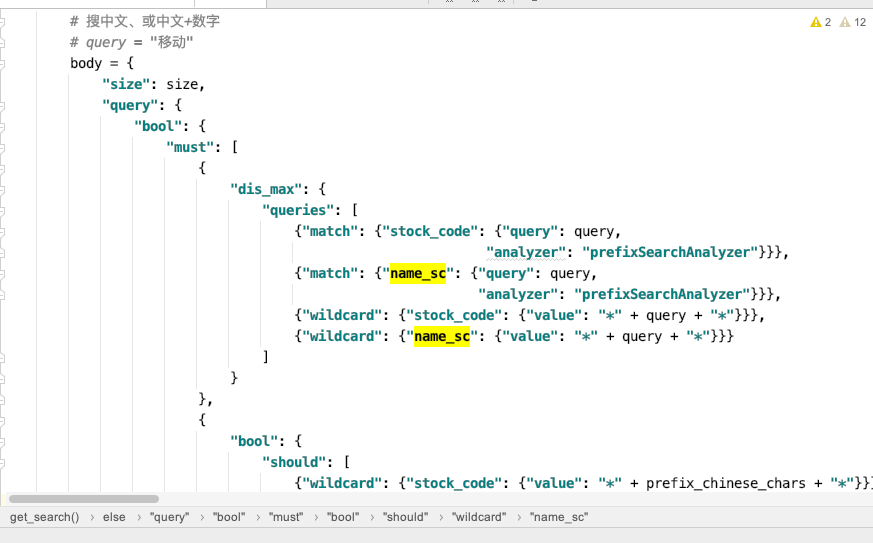 # 搜中文、或中文+数字
# query = "移动"
body = {
"size": size,
"query": {
"bool": {
"must": [
{
"dis_max": {
"queries": [
{"match": {"stock_code": {"query": query,
"analyzer": "prefixSearchAnalyzer"}}},
{"match": {"name_sc": {"query": query,
"analyzer": "prefixSearchAnalyzer"}}},
{"wildcard": {"stock_code": {"value": "*" + query + "*"}}},
{"wildcard": {"name_sc": {"value": "*" + query + "*"}}}
]
}
},
{
"bool": {
"should": [
{"wildcard": {"stock_code": {"value": "*" + prefix_chinese_chars + "*"}}}
2 12
get_search() › else › "query" › "bool" › "must" › "bool" › "should" › "wildcard" › "name_sc"